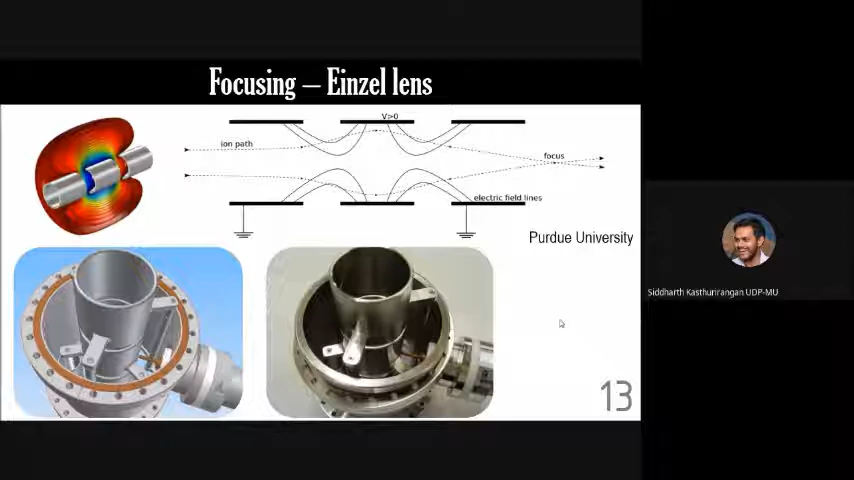 Focusing – Einzel lens
V>0
ion path
focus
electric field lines
Purdue University
Siddharth Kasthurirangan UDP-MU
13